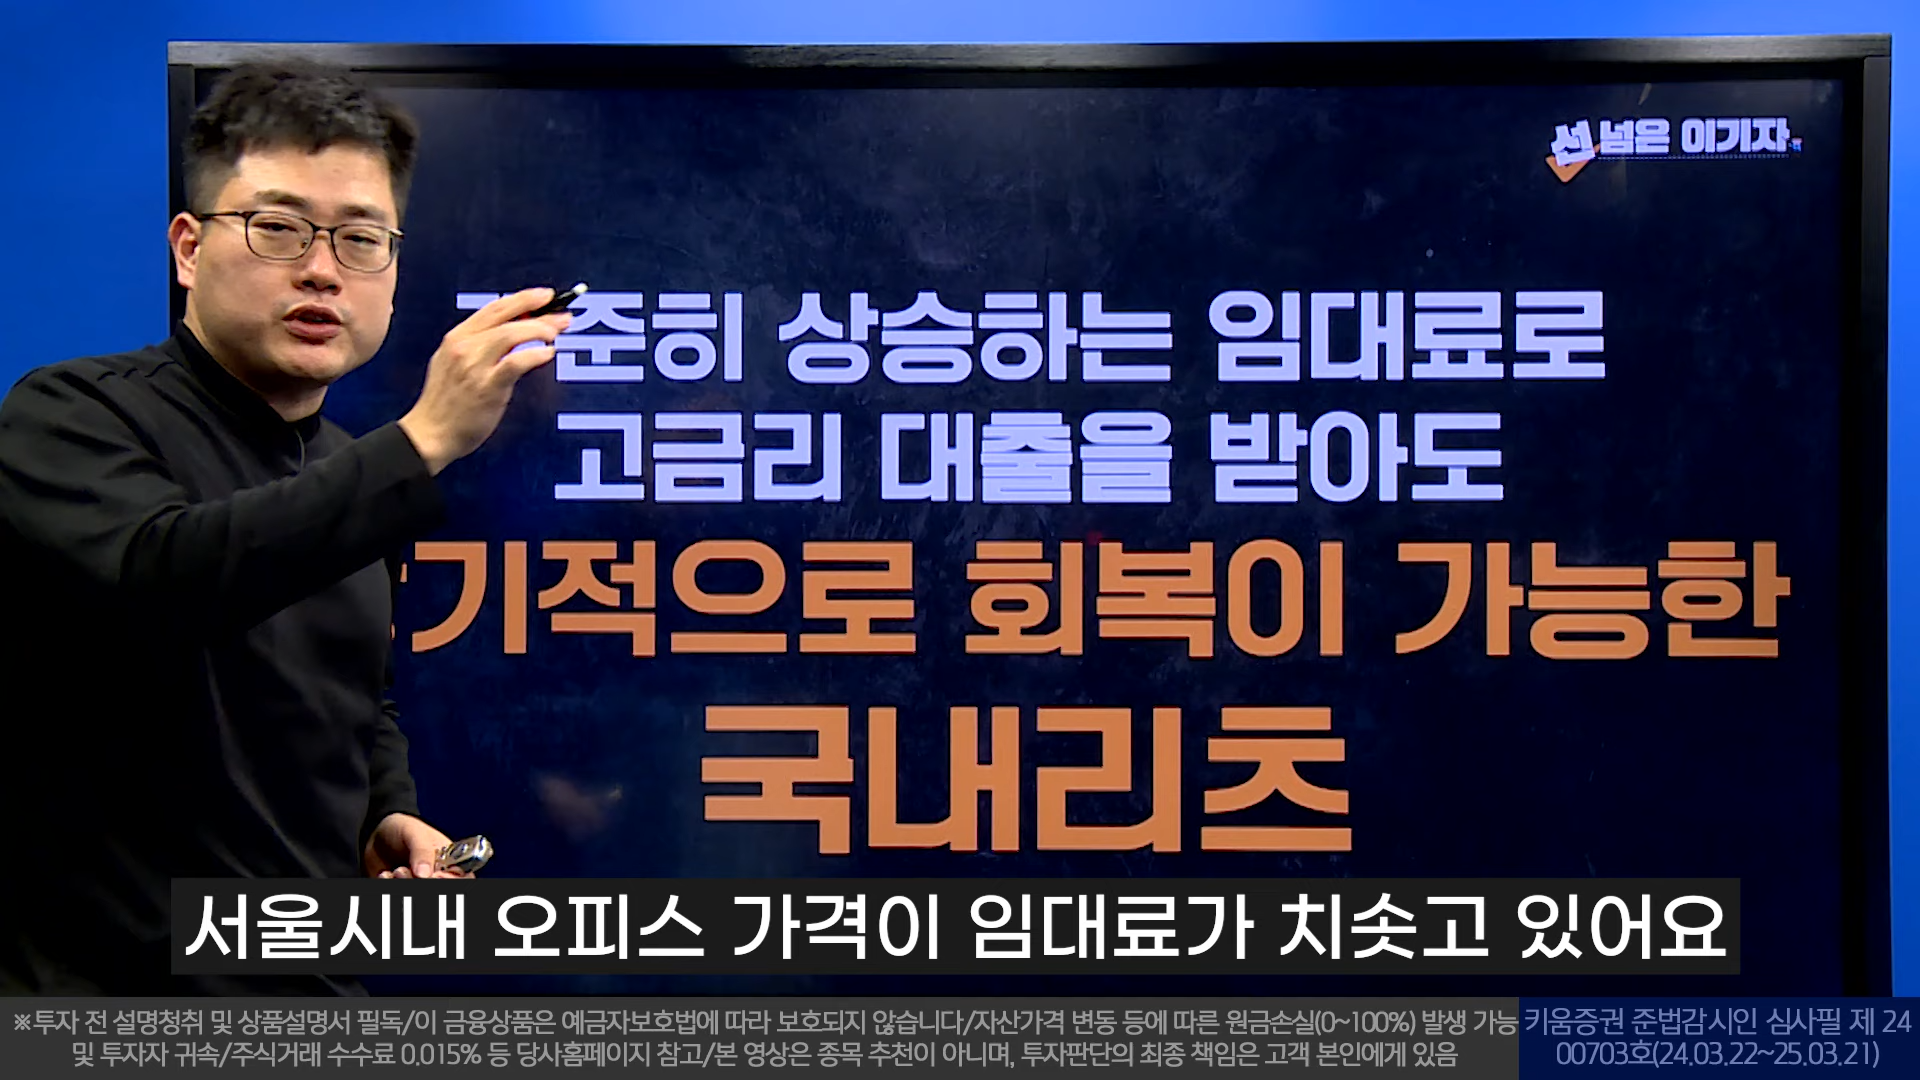 선 넘은 이기자
상승하는 임대료로
고금리 대출을 받아도
회복이 가능한
국내리츠
서울시내 오피스 가격이 임대료가 치솟고 있어요
※투자 전 설명청취 및 상품설명서 필독/이 금융상품은 예금자보호법에 따라 보호되지 않습니다/자산가격 변동 등에 따른 원금손실(0~100%) 발생 가능
및 투자자 귀속/주식거래 수수료 0.015% 등 당사홈페이지 참고/본 영상은 종목 추천이 아니며, 투자판단의 최종 책임은 고객 본인에게 있음
키움증권 준법감시인 심사필 제 24
00703호(24.03.22~25.03.21)